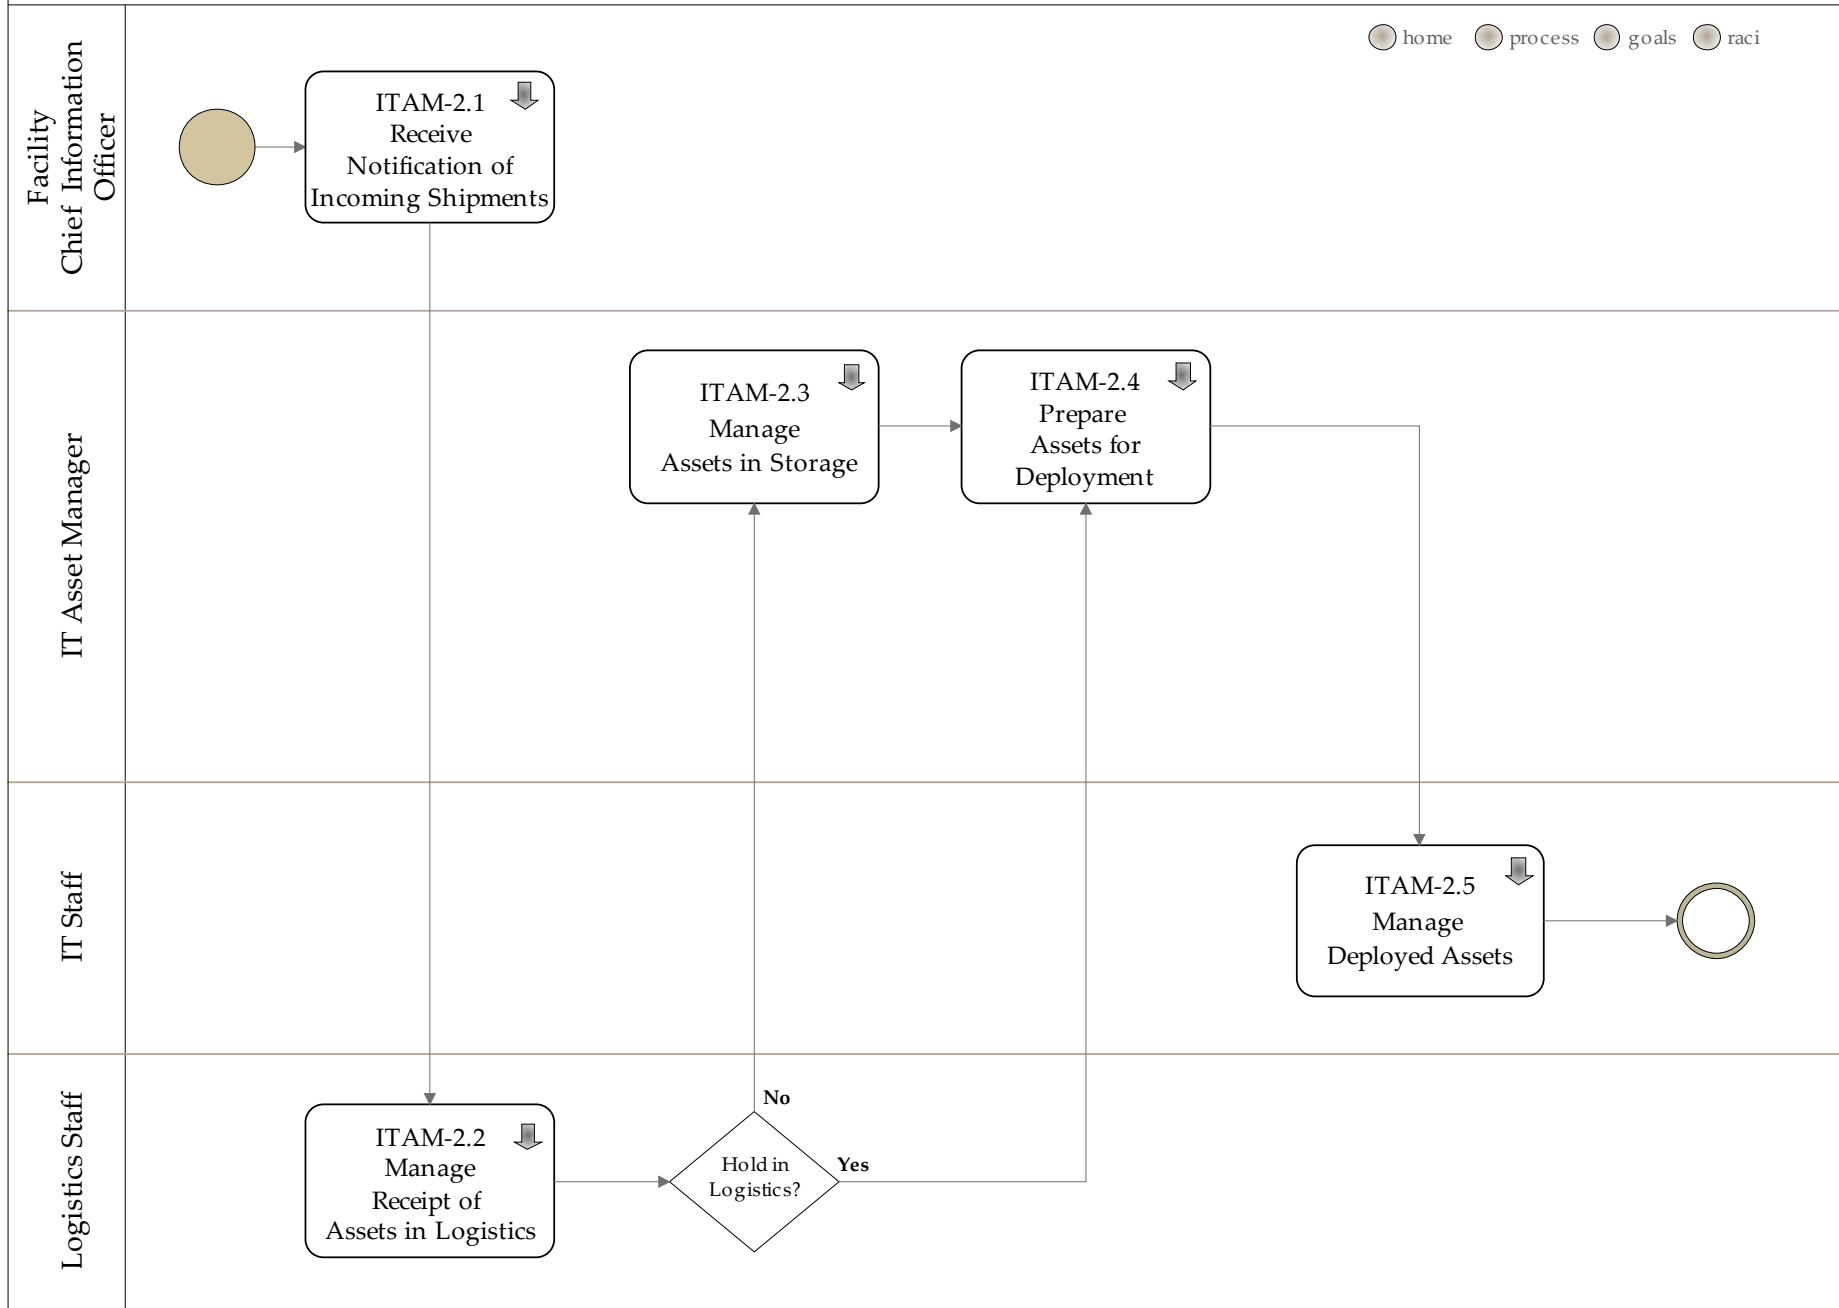 home
process
goals
raci
Facility
Chief Information
Officer
ITAM-2.1
Receive
Notification of
Incoming Shipments
IT Asset Manager
ITAM-2.3
Manage
Assets in Storage
ITAM-2.4
Prepare
Assets for
Deployment
IT Staff
ITAM-2.5
Manage
Deployed Assets
Logistics Staff
ITAM-2.2
Manage
Receipt of
Assets in Logistics
No
Hold in
Logistics?
Yes